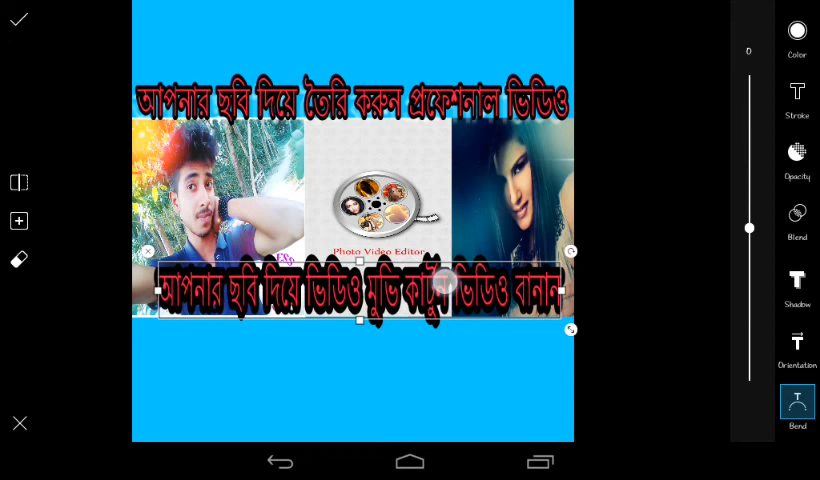 আপনার ছবি দিয়ে তৈরি করুন প্রফেশনাল ভিডিও
Photo Video Editor
আপনার ছবি দিয়ে ভিডিও মুভি কার্টুন ভিডিও বানান
0
Color
Stroke
Opacity
Blend
Shadow
Orientation
Bend